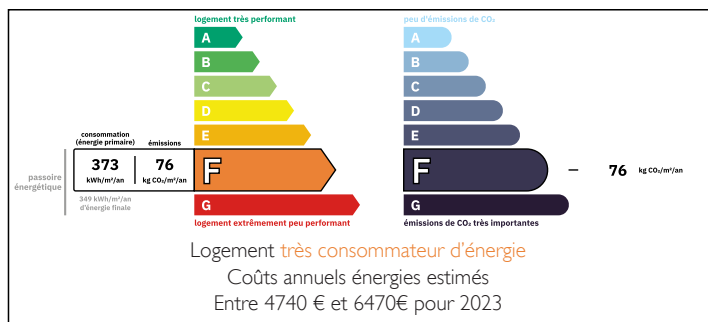 logement très performant
A
B
C
D
E
consommation
(énergie primaire)
émissions
373
76
kWh/m²/an
kg CO₂/m²/an
F
passoire
énergétique
349 kWh/m²/an
d'énergie finale
G
logement extrêmement peu performant
peu d'émissions de CO₂
A
B
C
D
E
F
76 kg CO₂/m²/an
G
émissions de CO₂ très importantes
Logement très consommateur d'énergie
Coûts annuels énergies estimés
Entre 4740 € et 6470€ pour 2023